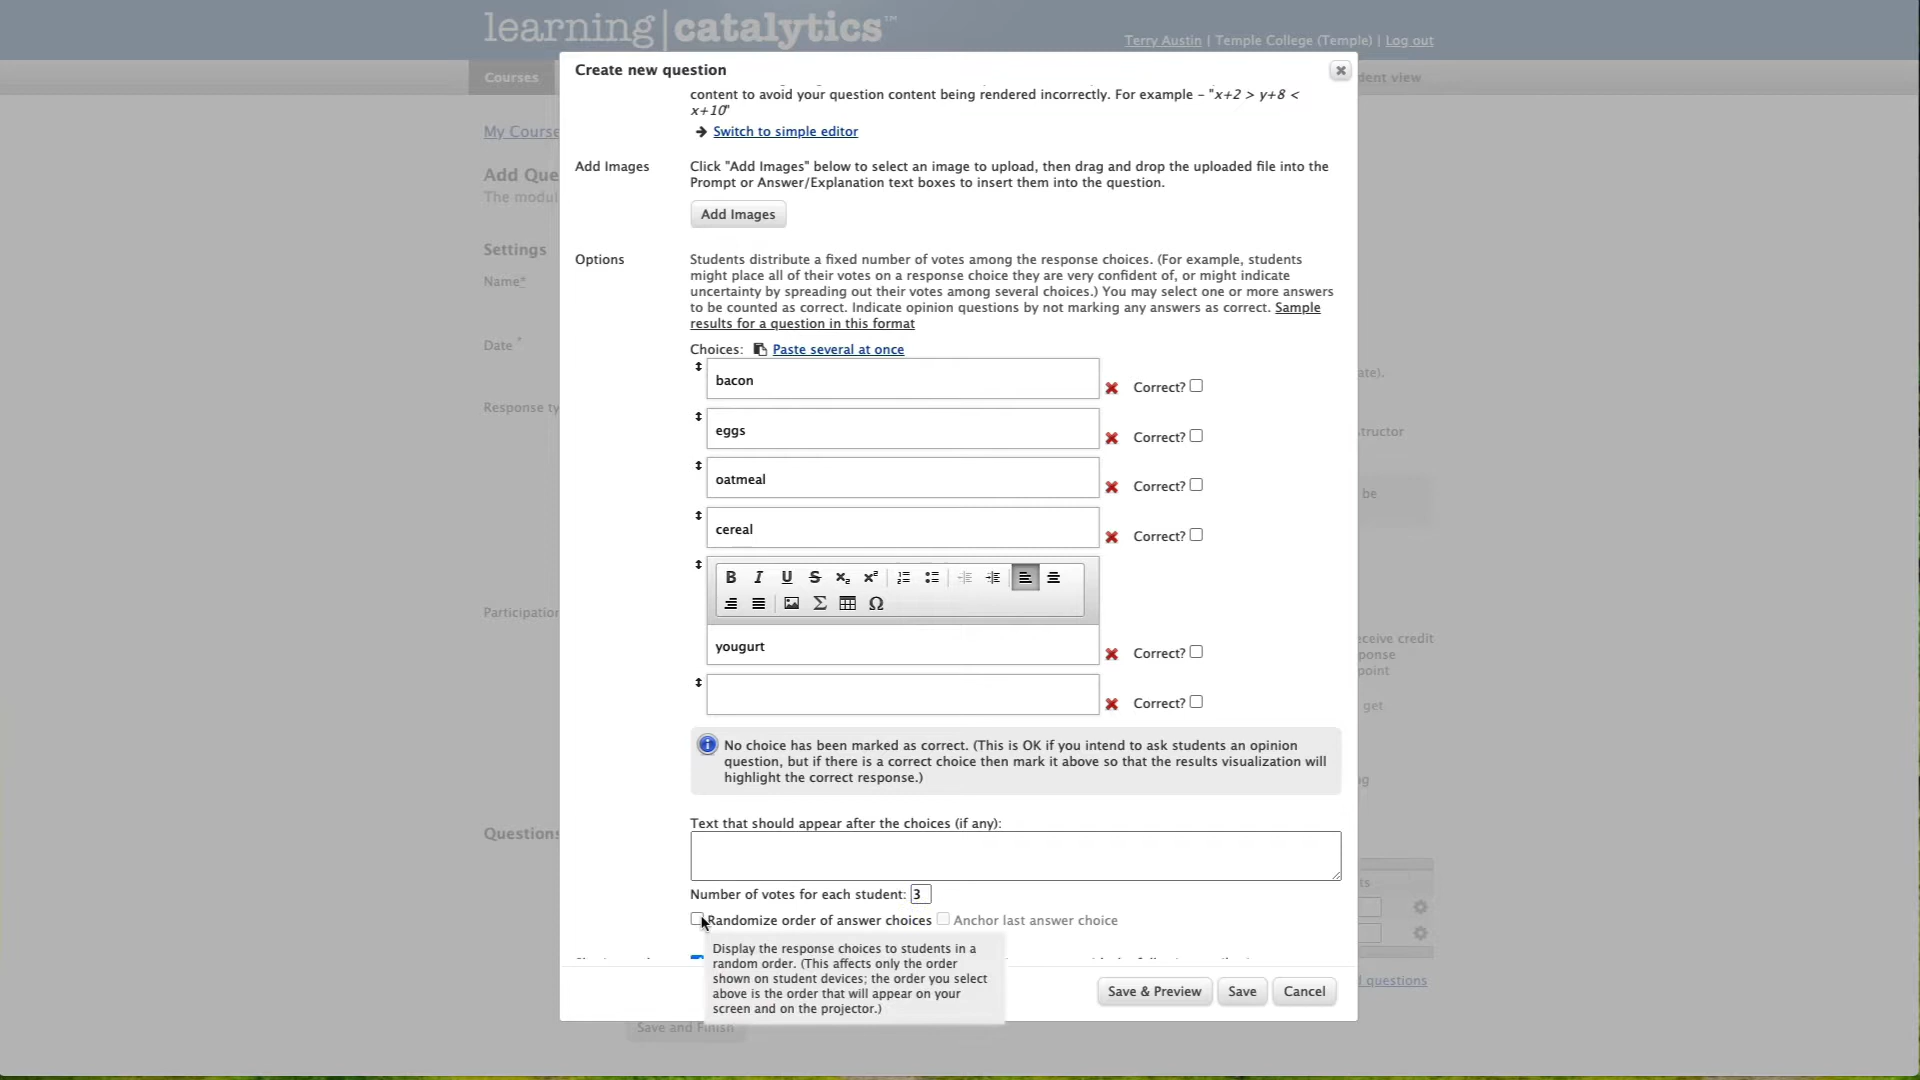 learning|catalytics™
Terry Austin | Temple College (Temple) | Log out
Courses
dent view
Create new question
content to avoid your question content being rendered incorrectly. For example – "x+2 > y+8 <
x+10"
My Course
→ Switch to simple editor
Add Que
The modul
Add Images
Click "Add Images" below to select an image to upload, then drag and drop the uploaded file into the
Prompt or Answer/Explanation text boxes to insert them into the question.
Add Images
Settings
Name*
Options
Students distribute a fixed number of votes among the response choices. (For example, students
might place all of their votes on a response choice they are very confident of, or might indicate
uncertainty by spreading out their votes among several choices.) You may select one or more answers
to be counted as correct. Indicate opinion questions by not marking any answers as correct. Sample
results for a question in this format
Date *
Choices: Paste several at once
ate).
bacon
Correct?
Response ty
structor
eggs
Correct?
oatmeal
Correct?
be
cereal
Correct?
B I U S x₂ x²
Σ Ω
Participation
eceive credit
ponse
point
yougurt
Correct?
Correct?
get
No choice has been marked as correct. (This is OK if you intend to ask students an opinion
question, but if there is a correct choice then mark it above so that the results visualization will
highlight the correct response.)
ng
Questions
Text that should appear after the choices (if any):
ts
Number of votes for each student: 3
Randomize order of answer choices Anchor last answer choice
Display the response choices to students in a
random order. (This affects only the order
shown on student devices; the order you select
above is the order that will appear on your
screen and on the projector.)
l questions
Save & Preview
Save
Cancel
Save and Finish